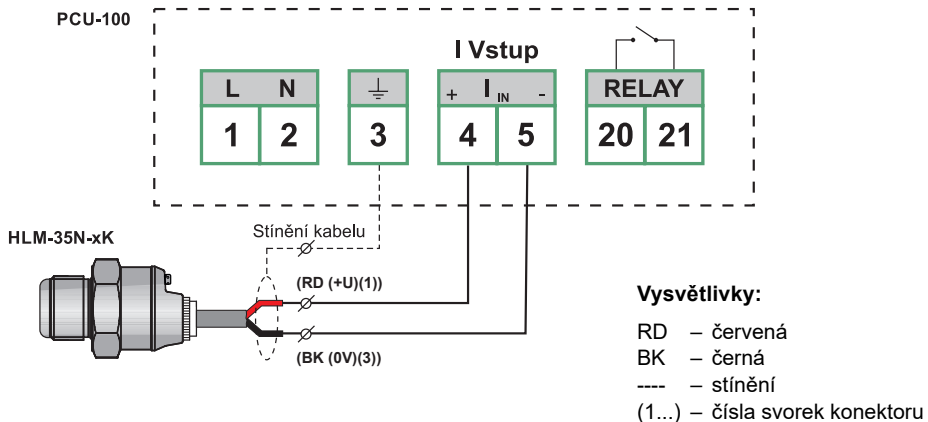 PCU-100
I Vstup
L N
⏚
+ I IN -
RELAY
1 2
3
4 5
20 21
Stínění kabelu
HLM-35N-xK
(RD (+U)(1))
(BK (0V)(3))
Vysvětlivky:
RD – červená
BK – černá
---- – stínění
(1...) – čísla svorek konektoru